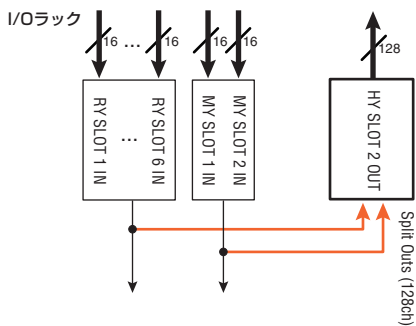 I/Oラック
16
...
16
16
16
128
RY SLOT 1 IN
...
RY SLOT 6 IN
MY SLOT 1 IN
MY SLOT 2 IN
HY SLOT 2 OUT
Split Outs (128ch)